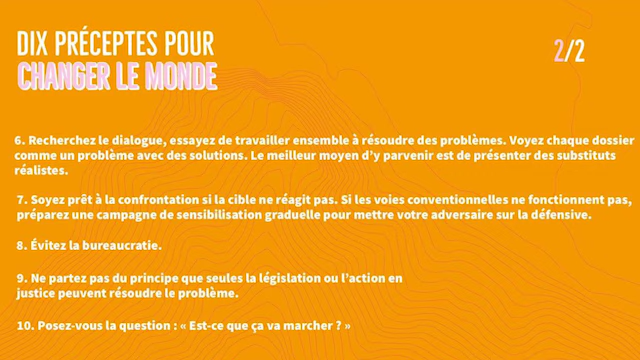 DIX PRÉCEPTES POUR
CHANGER LE MONDE
2/2
6. Recherchez le dialogue, essayez de travailler ensemble à résoudre des problèmes. Voyez chaque dossier
comme un problème avec des solutions. Le meilleur moyen d'y parvenir est de présenter des substituts
réalistes.
7. Soyez prêt à la confrontation si la cible ne réagit pas. Si les voies conventionnelles ne fonctionnent pas,
préparez une campagne de sensibilisation graduelle pour mettre votre adversaire sur la défensive.
8. Évitez la bureaucratie.
9. Ne partez pas du principe que seules la législation ou l'action en
justice peuvent résoudre le problème.
10. Posez-vous la question : « Est-ce que ça va marcher ? »